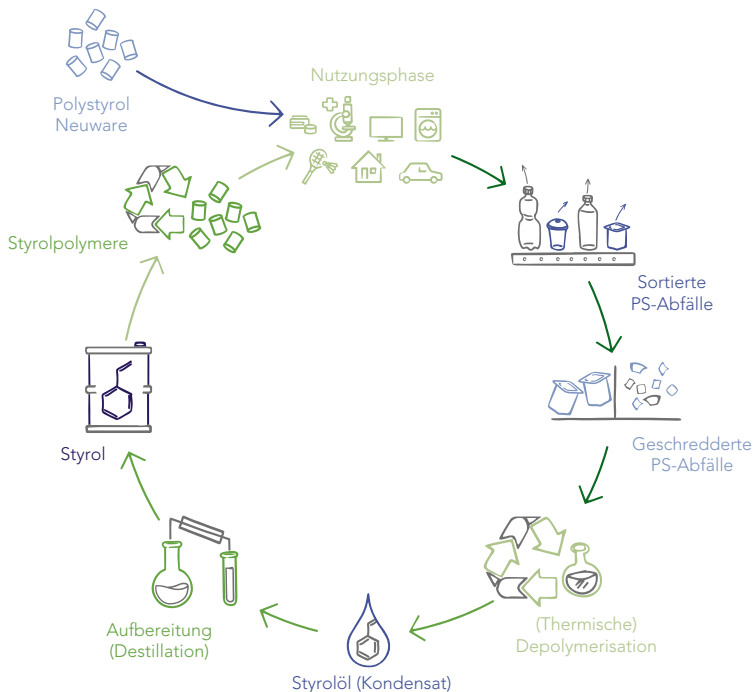 Nutzungsphase
Polystyrol
Neuware
Styrolpolymere
Sortierte
PS-Abfälle
Geschredderte
PS-Abfälle
Styrol
(Thermische)
Depolymerisation
Aufbereitung
(Destillation)
Styrolöl (Kondensat)